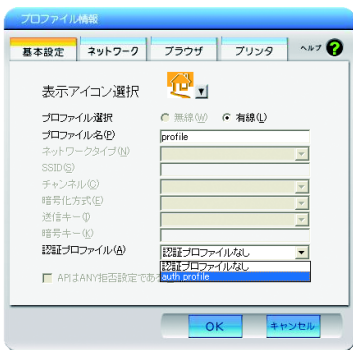 プロファイル情報
基本設定 ネットワーク ブラウザ プリンタ ヘルプ ?
表示アイコン選択
プロファイル選択 無線(W) 有線(L)
プロファイル名(P) profile
ネットワークタイプ(N)
SSID(S)
チャンネル(C)
暗号化方式(E)
送信キー(I)
暗号キー(K)
認証プロファイル(A) 認証プロファイルなし
認証プロファイルなし
auth profile
APはANY拒否設定であ
OK キャンセル